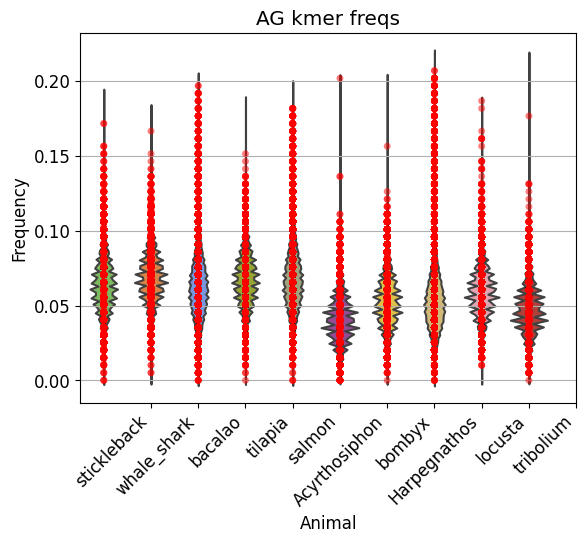 AG kmer freqs
Frequency
0.20
0.15
0.10
0.05
0.00
stickleback
whale_shark
bacalao
tilapia
salmon
Acyrthosiphon
bombyx
Harpegnathos
locusta
tribolium
Animal